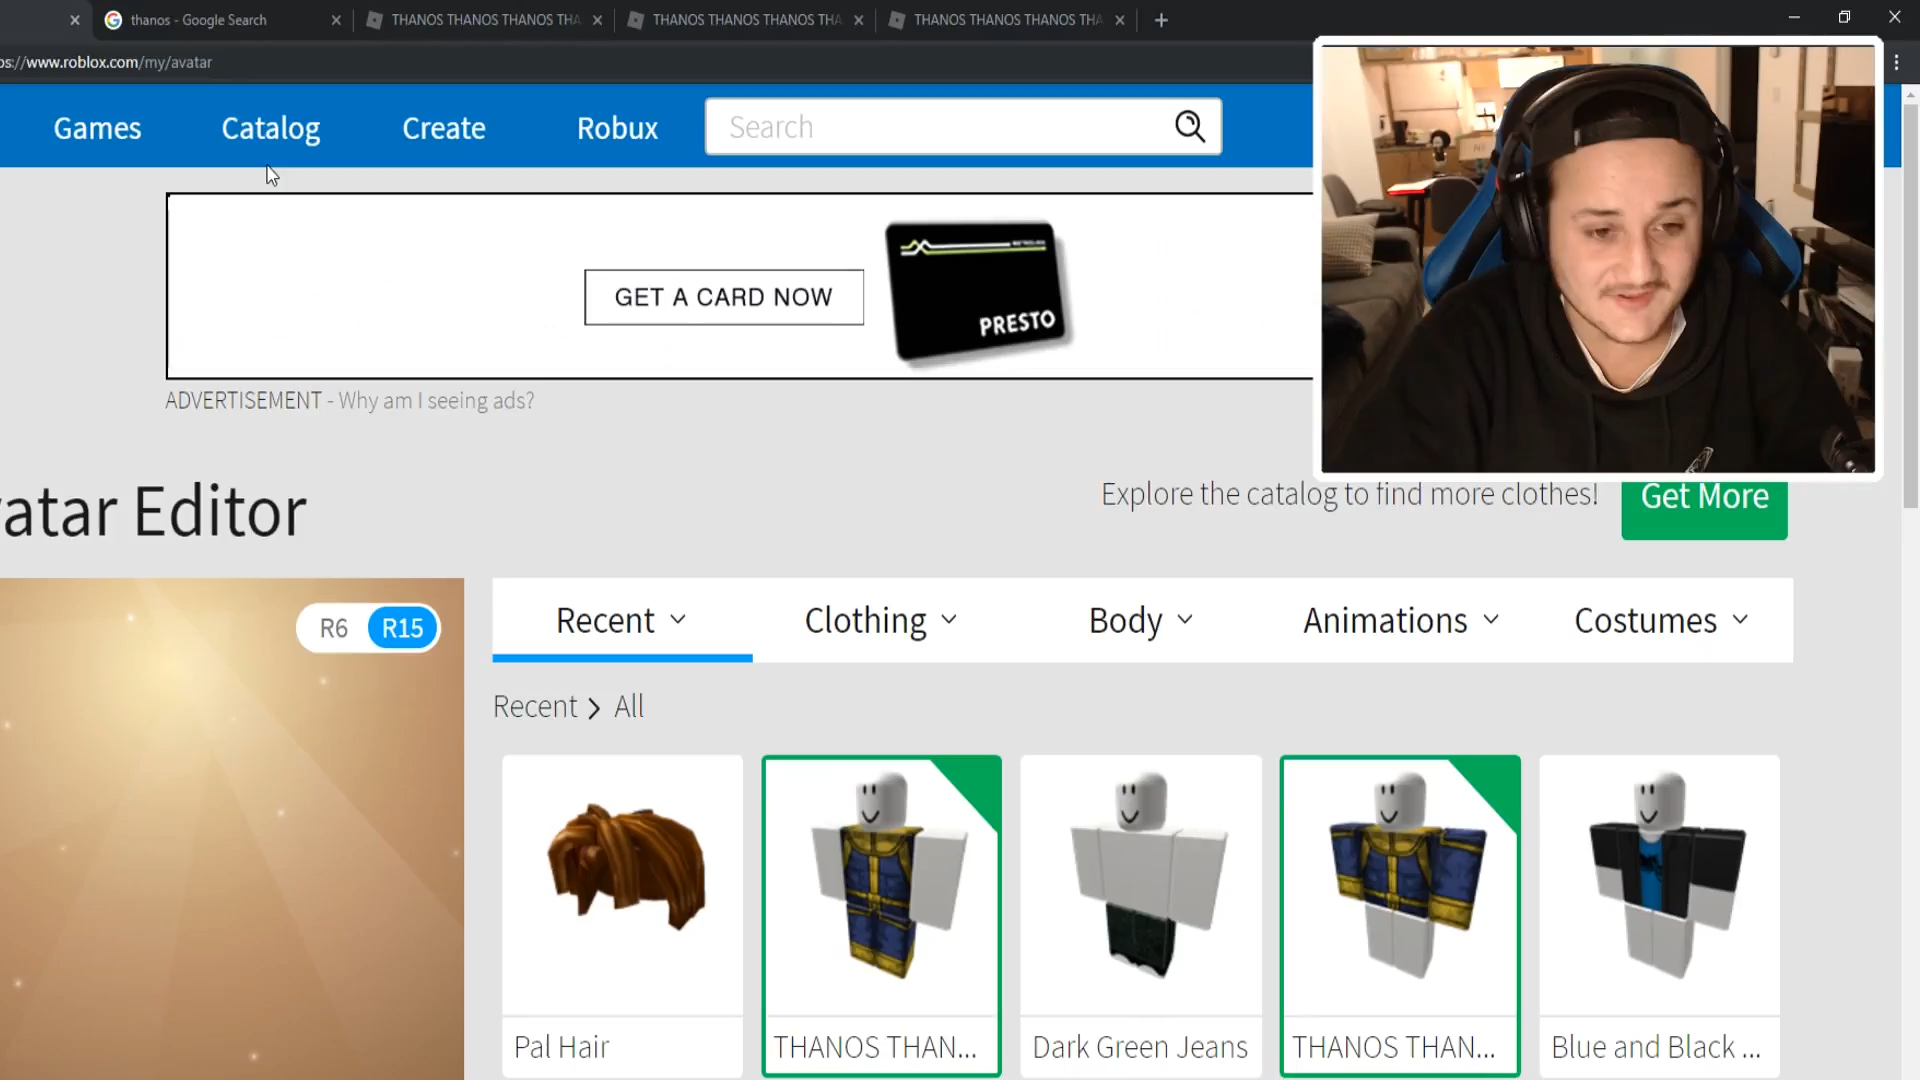 thanos - Google Search
THANOS THANOS THANOS THA
THANOS THANOS THANOS THA
THANOS THANOS THANOS THA
ps://www.roblox.com/my/avatar
Games
Catalog
Create
Robux
Search
GET A CARD NOW
PRESTO
ADVERTISEMENT - Why am I seeing ads?
vatar Editor
Explore the catalog to find more clothes!
Get More
R6
R15
Recent
Clothing
Body
Animations
Costumes
Recent > All
Pal Hair
THANOS THAN...
Dark Green Jeans
THANOS THAN...
Blue and Black ...